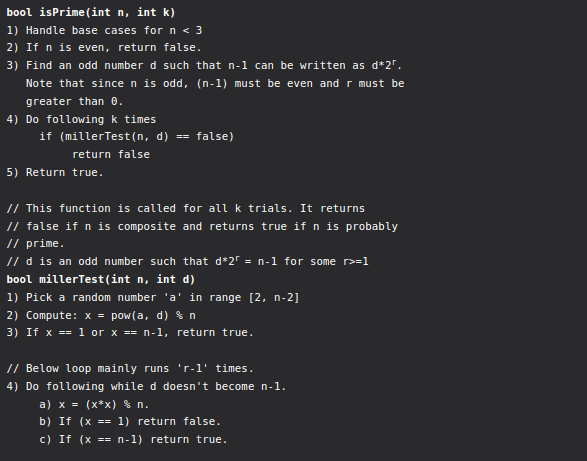 bool isPrime(int n, int k)
1) Handle base cases for n < 3
2) If n is even, return false.
3) Find an odd number d such that n-1 can be written as d*2ʳ.
   Note that since n is odd, (n-1) must be even and r must be
   greater than 0.
4) Do following k times
     if (millerTest(n, d) == false)
          return false
5) Return true.

// This function is called for all k trials. It returns
// false if n is composite and returns true if n is probably
// prime.
// d is an odd number such that d*2ʳ = n-1 for some r>=1
bool millerTest(int n, int d)
1) Pick a random number 'a' in range [2, n-2]
2) Compute: x = pow(a, d) % n
3) If x == 1 or x == n-1, return true.

// Below loop mainly runs 'r-1' times.
4) Do following while d doesn't become n-1.
     a) x = (x*x) % n.
     b) If (x == 1) return false.
     c) If (x == n-1) return true.